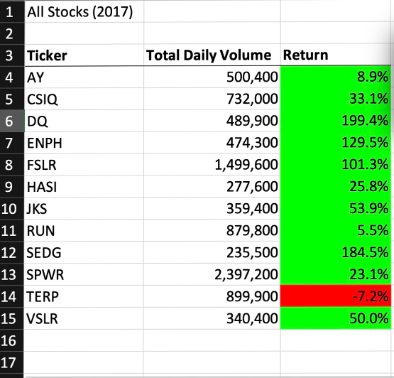 1 All Stocks (2017)
2
3 Ticker Total Daily Volume Return
4 AY 500,400 8.9%
5 CSIQ 732,000 33.1%
6 DQ 489,900 199.4%
7 ENPH 474,300 129.5%
8 FSLR 1,499,600 101.3%
9 HASI 277,600 25.8%
10 JKS 359,400 53.9%
11 RUN 879,800 5.5%
12 SEDG 235,500 184.5%
13 SPWR 2,397,200 23.1%
14 TERP 899,900 -7.2%
15 VSLR 340,400 50.0%
16
17